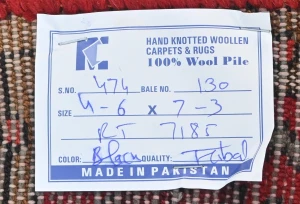 HAND KNOTTED WOOLLEN
CARPETS & RUGS
100% Wool Pile
S.NO. 474 BALE NO. 130
SIZE 4-6 x 7-3
RT 7185
COLOR: Black QUALITY: Tribal
MADE IN PAKISTAN